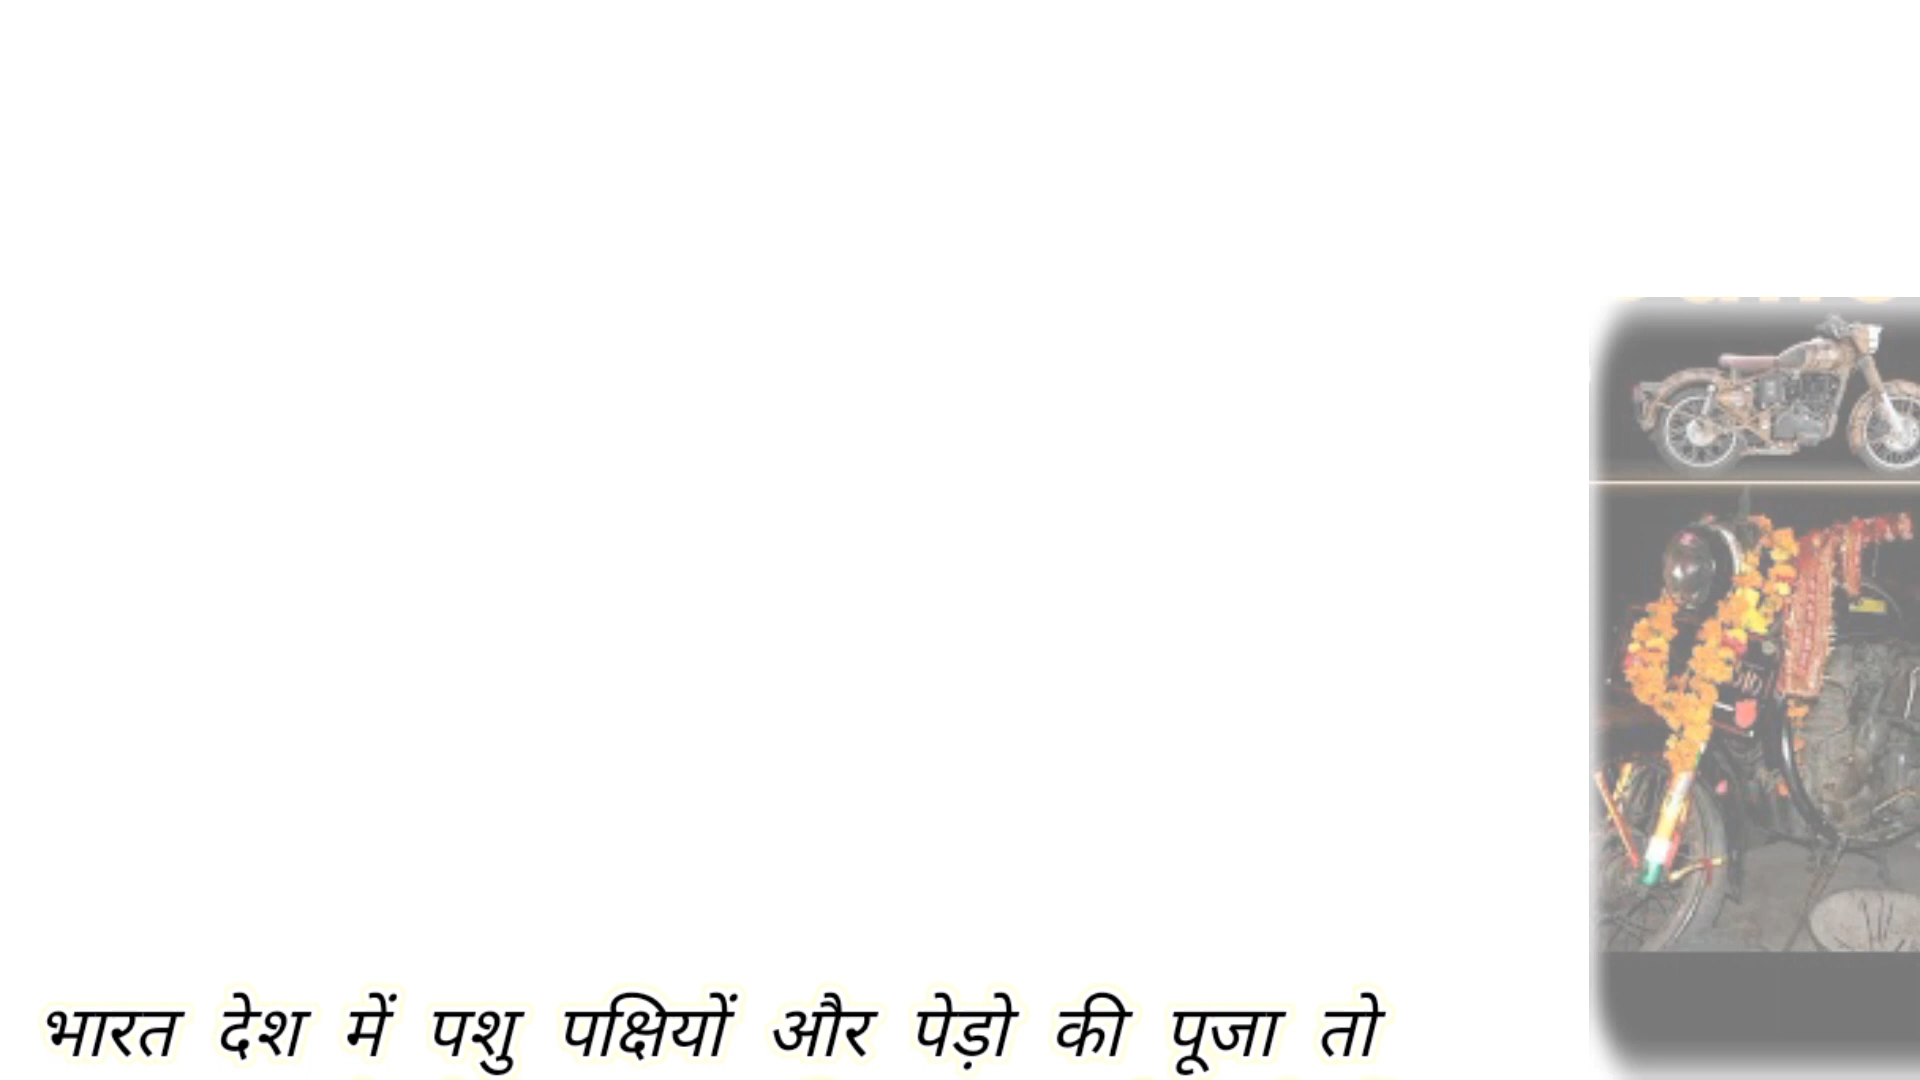 भारत देश में पशु पक्षियों और पेड़ो की पूजा तो